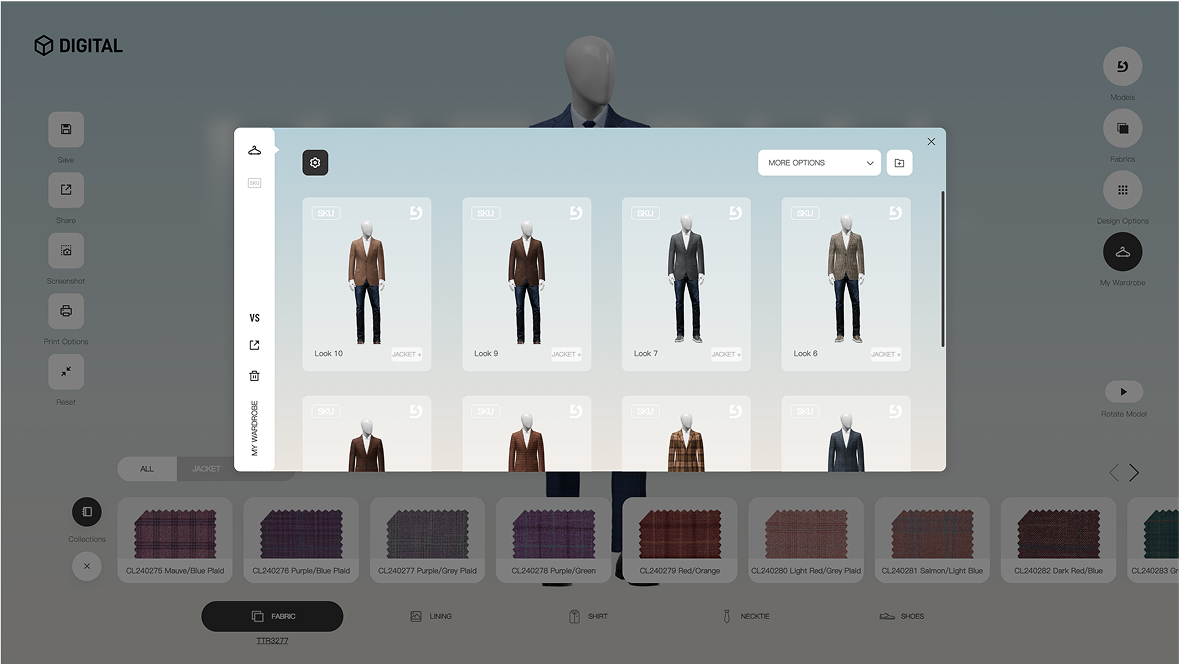 DIGITAL
Models
Save
Fabrics
Share
Design Options
Screenshot
My Wardrobe
Print Options
Reset
Rotate Model
SKU
VS
MY WARDROBE
MORE OPTIONS
SKU
SKU
SKU
SKU
Look 10
JACKET +
Look 9
JACKET +
Look 7
JACKET +
Look 6
JACKET +
SKU
SKU
SKU
SKU
ALL
JACKET
Collections
CL240275 Mauve/Blue Plaid
CL240276 Purple/Blue Plaid
CL240277 Purple/Grey Plaid
CL240278 Purple/Green
CL240279 Red/Orange
CL240280 Light Red/Grey Plaid
CL240281 Salmon/Light Blue
CL240282 Dark Red/Blue
CL240283
FABRIC
LINING
SHIRT
NECKTIE
SHOES
TTR3277